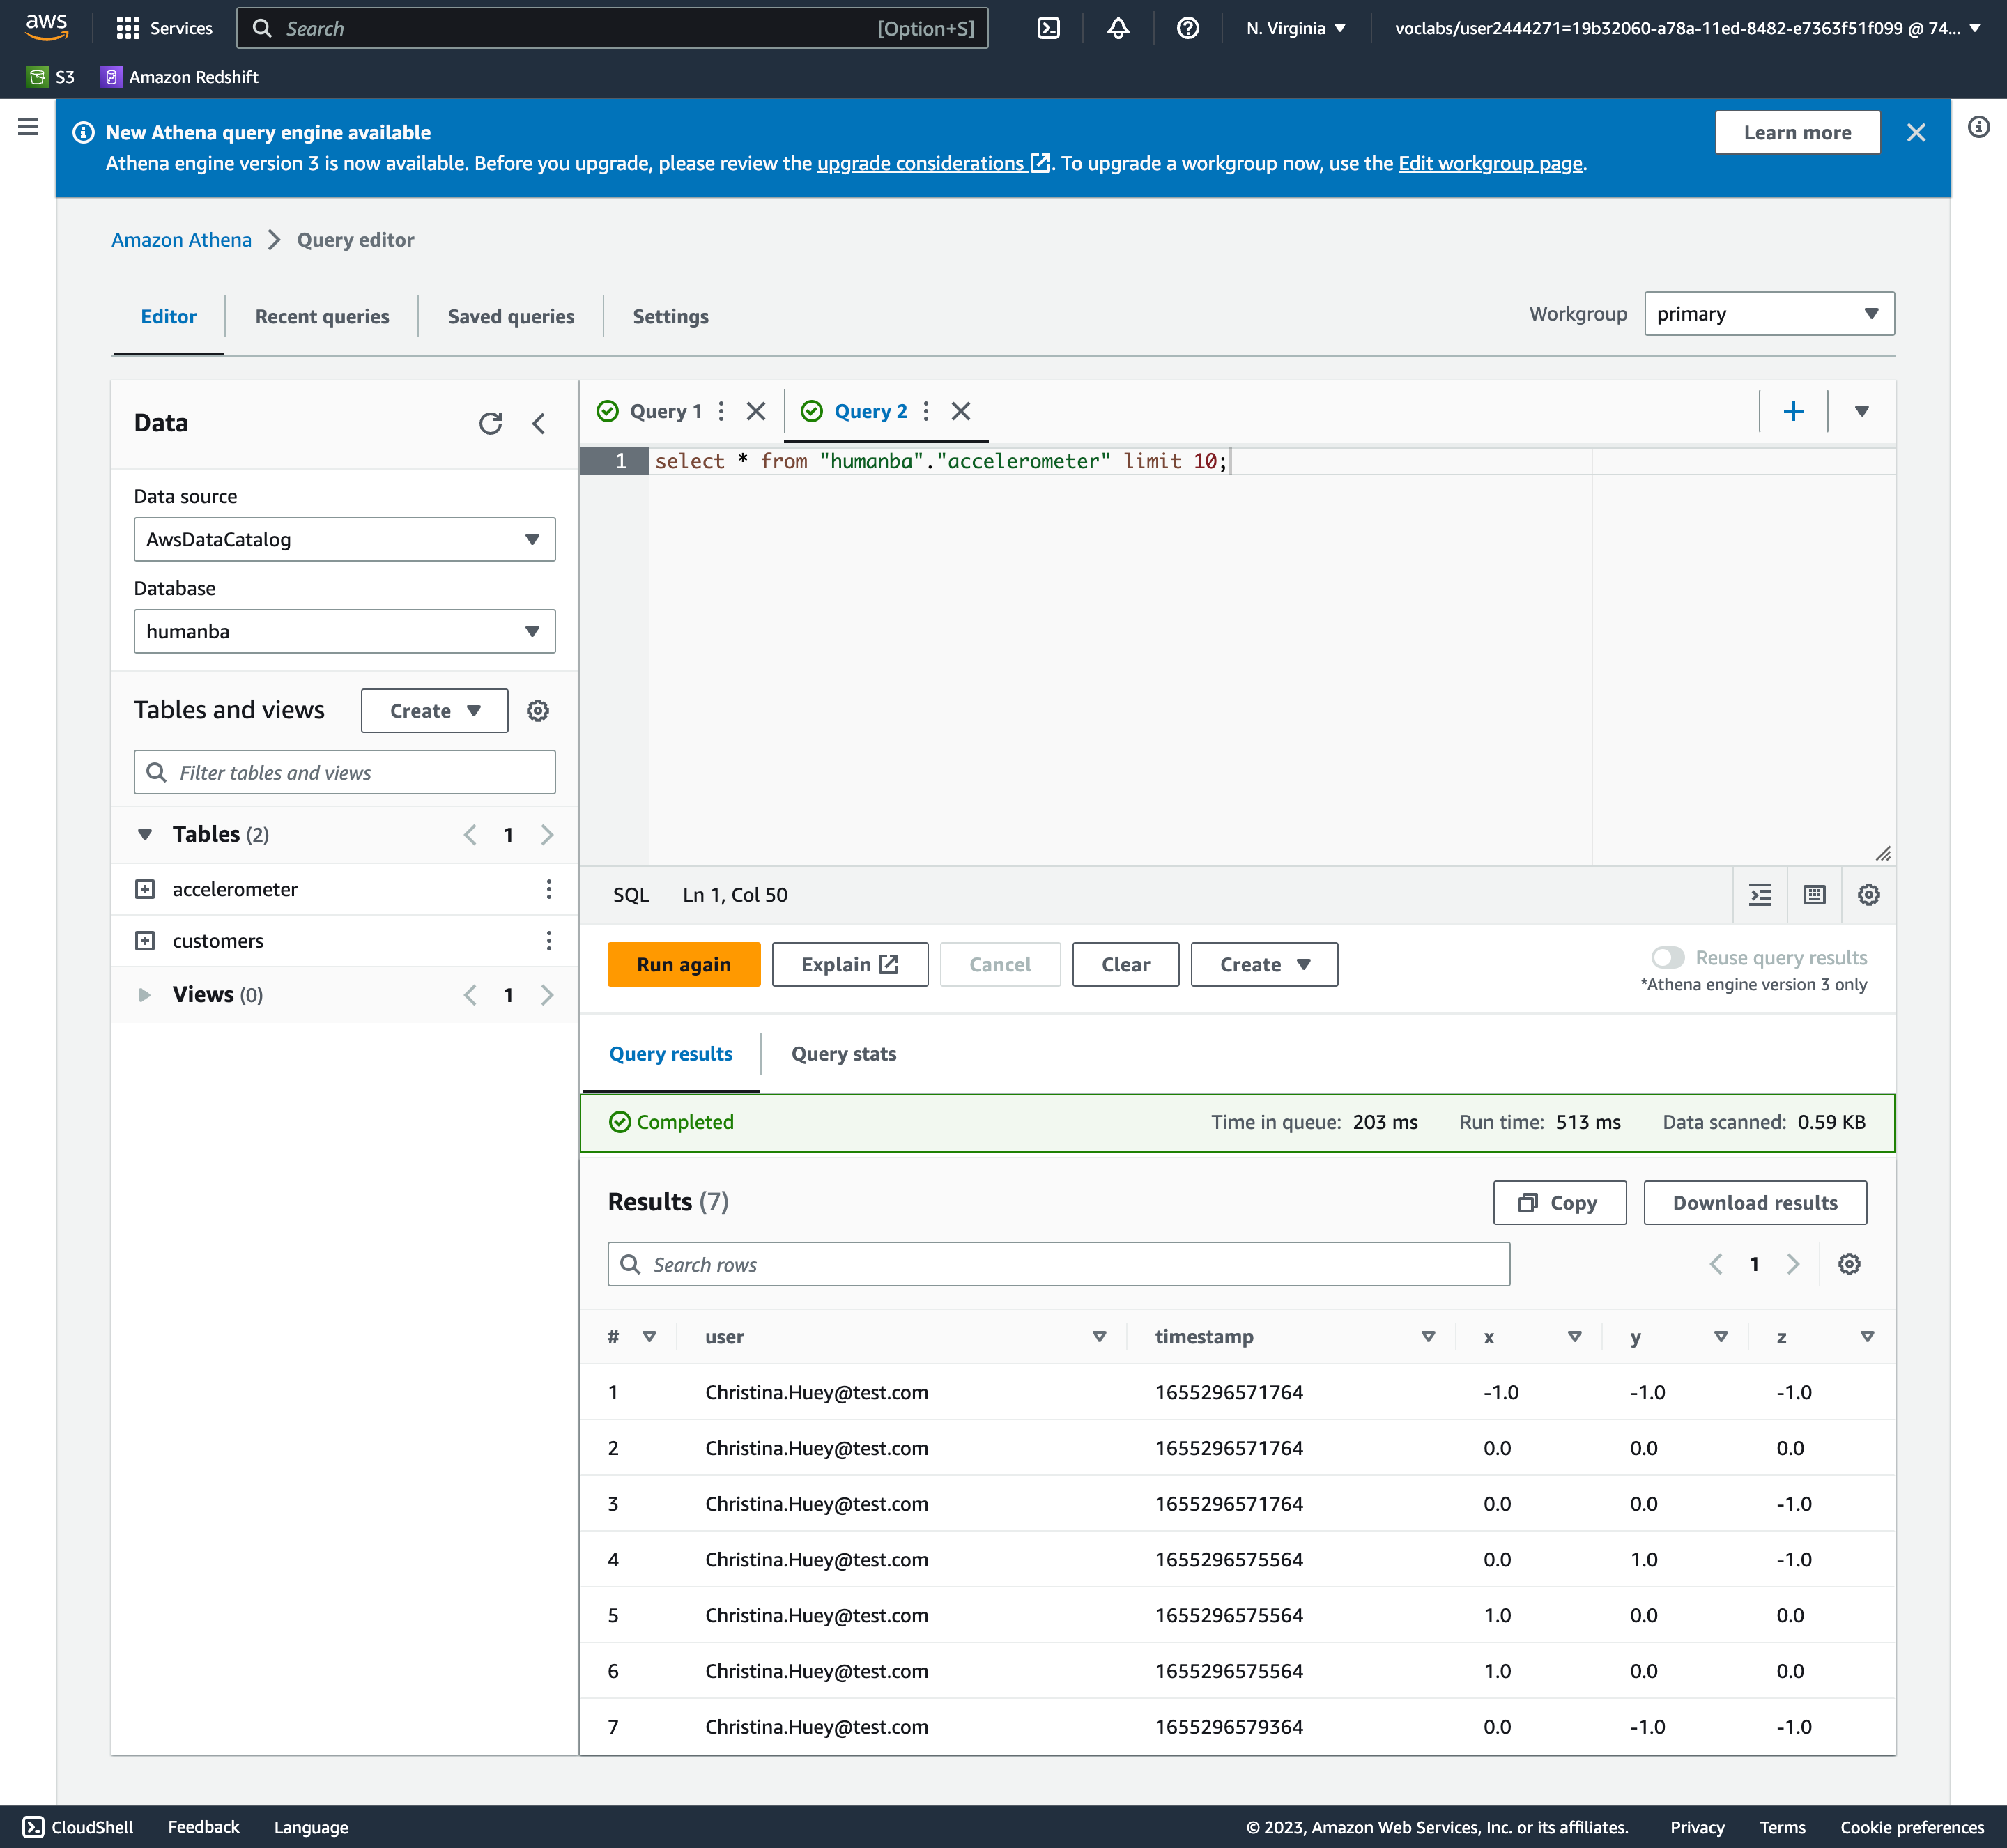 aws Services Search [Option+S] N. Virginia voclabs/user2444271=19b32060-a78a-11ed-8482-e7363f51f099 @ 74...
S3 Amazon Redshift
New Athena query engine available Learn more
Athena engine version 3 is now available. Before you upgrade, please review the upgrade considerations. To upgrade a workgroup now, use the Edit workgroup page.
Amazon Athena Query editor
Editor Recent queries Saved queries Settings Workgroup primary
Data
Data source
AwsDataCatalog
Database
humanba
Tables and views Create
Filter tables and views
Tables (2) 1
accelerometer
customers
Views (0) 1
Query 1 Query 2
1 select * from "humanba"."accelerometer" limit 10;
SQL Ln 1, Col 50
Run again Explain Cancel Clear Create Reuse query results
*Athena engine version 3 only
Query results Query stats
Completed Time in queue: 203 ms Run time: 513 ms Data scanned: 0.59 KB
Results (7) Copy Download results
Search rows 1
# user timestamp x y z
1 Christina.Huey@test.com 1655296571764 -1.0 -1.0 -1.0
2 Christina.Huey@test.com 1655296571764 0.0 0.0 0.0
3 Christina.Huey@test.com 1655296571764 0.0 0.0 -1.0
4 Christina.Huey@test.com 1655296575564 0.0 1.0 -1.0
5 Christina.Huey@test.com 1655296575564 1.0 0.0 0.0
6 Christina.Huey@test.com 1655296575564 1.0 0.0 0.0
7 Christina.Huey@test.com 1655296579364 0.0 -1.0 -1.0
CloudShell Feedback Language © 2023, Amazon Web Services, Inc. or its affiliates. Privacy Terms Cookie preferences